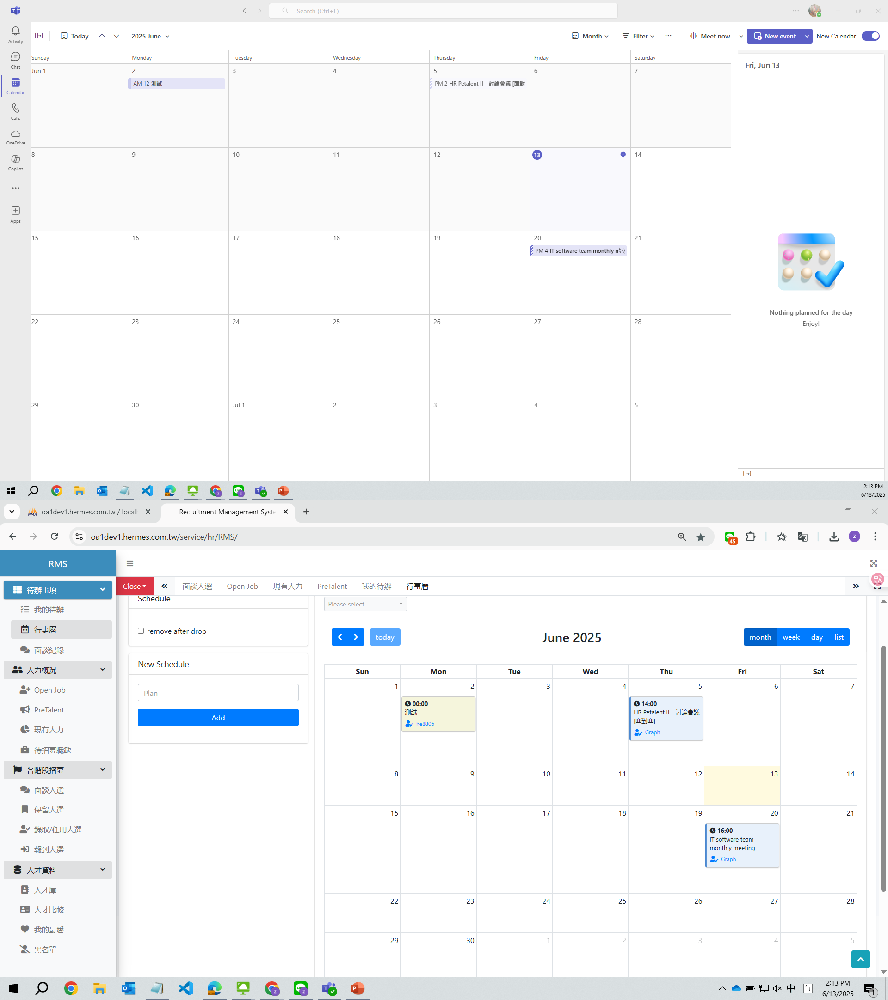 Search (Ctrl+E)
Activity
Chat
Calendar
Calls
OneDrive
Copilot
Apps
Today
2025 June
Month
Filter
Meet now
New event
New Calendar
Sunday Monday Tuesday Wednesday Thursday Friday Saturday
Jun 1 2 3 4 5 6 7
AM 12 測試
PM 2 HR Petalent II 討論會議 [面對
8 9 10 11 12 13 14
15 16 17 18 19 20 21
PM 4 IT software team monthly n
22 23 24 25 26 27 28
29 30 Jul 1 2 3 4 5
Fri, Jun 13
Nothing planned for the day
Enjoy!
2:13 PM
6/13/2025
oa1dev1.hermes.com.tw / local
Recruitment Management Syste
oa1dev1.hermes.com.tw/service/hr/RMS/
45
z
RMS
待辦事項
我的待辦
行事曆
面談紀錄
人力概況
Open Job
PreTalent
現有人力
待招募職缺
各階段招募
面談人選
保留人選
錄取/任用人選
報到人選
人才資料
人才庫
人才比較
我的最愛
黑名單
Close
面談人選
Open Job
現有人力
PreTalent
我的待辦
行事曆
Schedule
remove after drop
New Schedule
Plan
Add
Please select
today
June 2025
month week day list
Sun Mon Tue Wed Thu Fri Sat
1 2 3 4 5 6 7
00:00
測試
he8806
14:00
HR Petalent II 討論會議
[面對面]
Graph
8 9 10 11 12 13 14
15 16 17 18 19 20 21
16:00
IT software team
monthly meeting
Graph
22 23 24 25 26 27 28
29 30 1 2 3 4 5
中
ㄅ
2:13 PM
6/13/2025
1